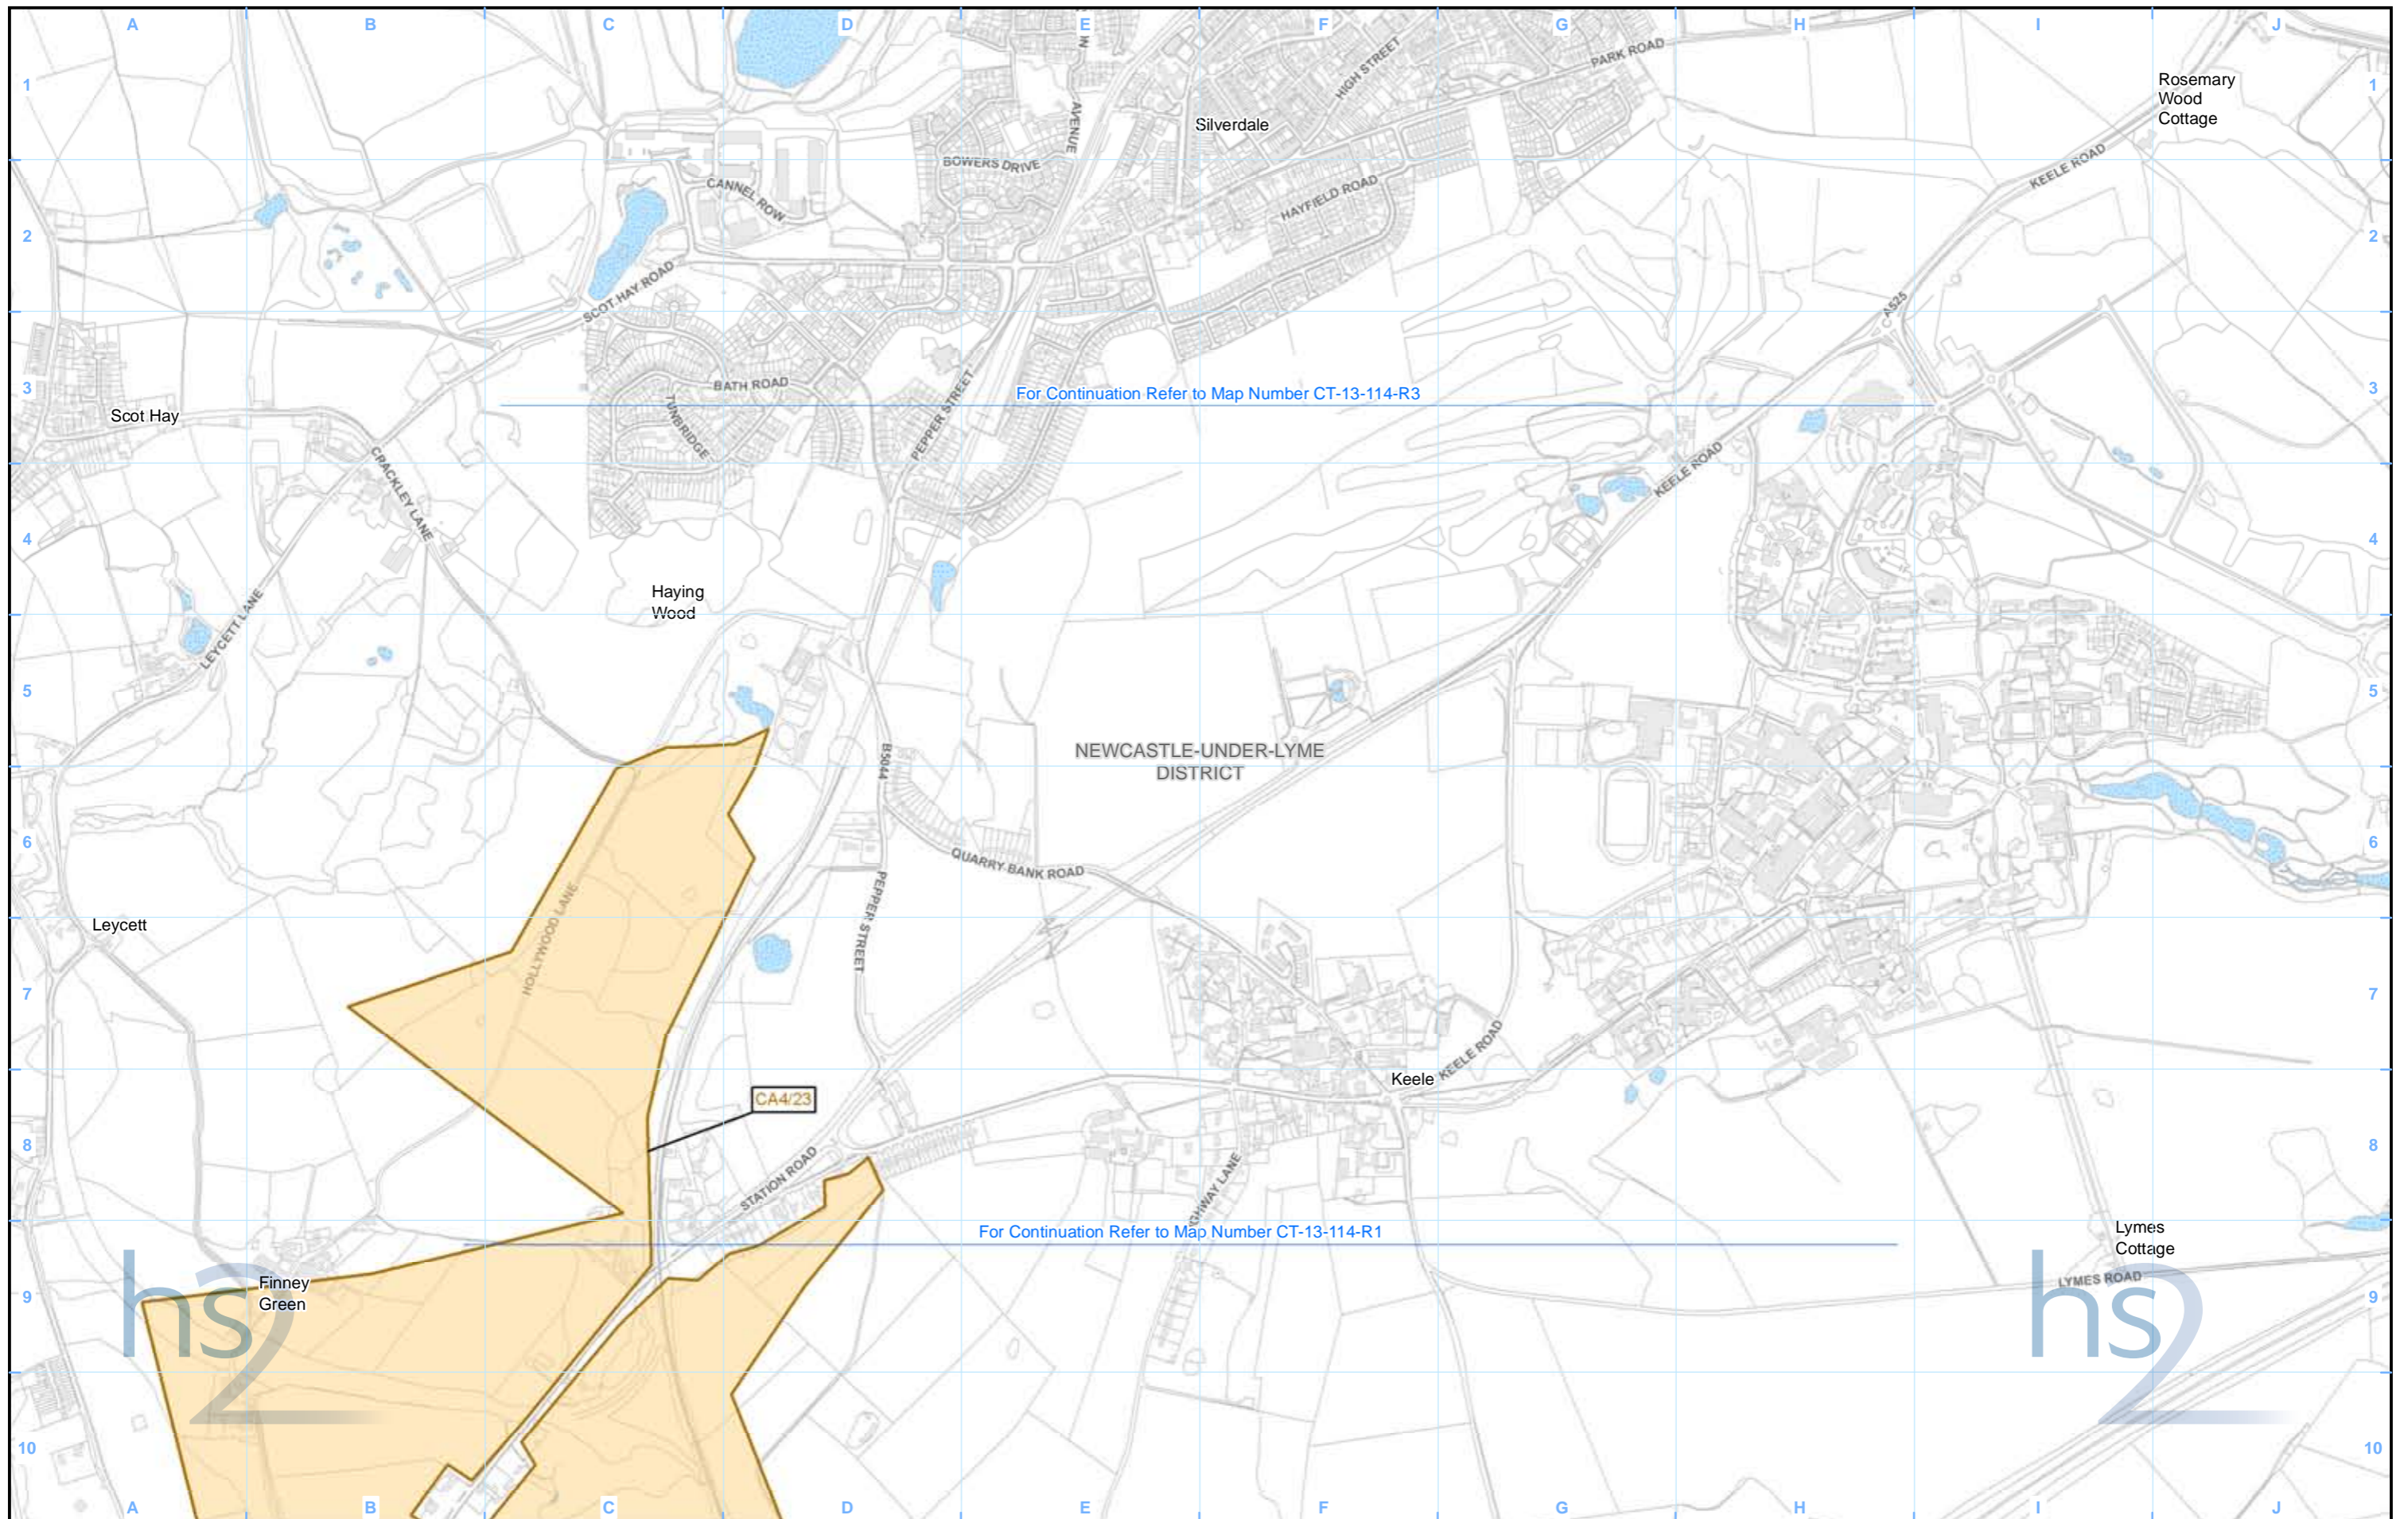 A B C D E F G H I J
1
HIGH STREET
PARK ROAD
Rosemary
Wood
Cottage
1
AVENUE
Silverdale
BOWERS DRIVE
KEELE ROAD
CANNEL ROW
HAYFIELD ROAD
2
2
SCOT HAY ROAD
A525
3
BATH ROAD
For Continuation Refer to Map Number CT-13-114-R3
3
Scot Hay
TUNBRIDGE
PEPPER STREET
CRACKLEY LANE
KEELE ROAD
4
4
Haying
Wood
LEYCETT LANE
5
5
B5044
NEWCASTLE-UNDER-LYME
DISTRICT
6
QUARRY BANK ROAD
6
PEPPER STREET
Leycett
HOLLYWOOD LANE
7
7
KEELE ROAD
Keele
CA4/23
8
8
STATION ROAD
GHWAY LANE
For Continuation Refer to Map Number CT-13-114-R1
Lymes
Cottage
LYMES ROAD
Finney
Green
9
9
hs2
hs2
10
10
A B C D E F G H I J